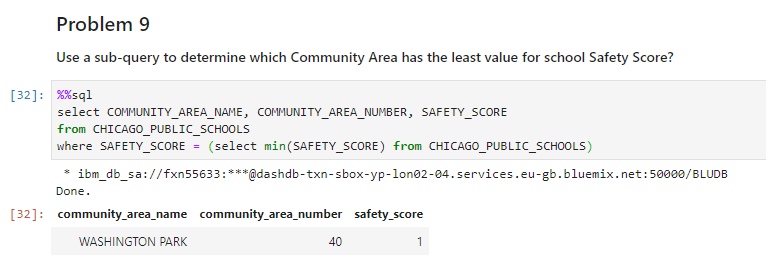 Problem 9
Use a sub-query to determine which Community Area has the least value for school Safety Score?
[32]: %%sql
select COMMUNITY_AREA_NAME, COMMUNITY_AREA_NUMBER, SAFETY_SCORE
from CHICAGO_PUBLIC_SCHOOLS
where SAFETY_SCORE = (select min(SAFETY_SCORE) from CHICAGO_PUBLIC_SCHOOLS)
* ibm_db_sa://fxn55633:***@dashdb-txn-sbox-yp-lon02-04.services.eu-gb.bluemix.net:50000/BLUDB
Done.
[32]: community_area_name community_area_number safety_score
WASHINGTON PARK 40 1